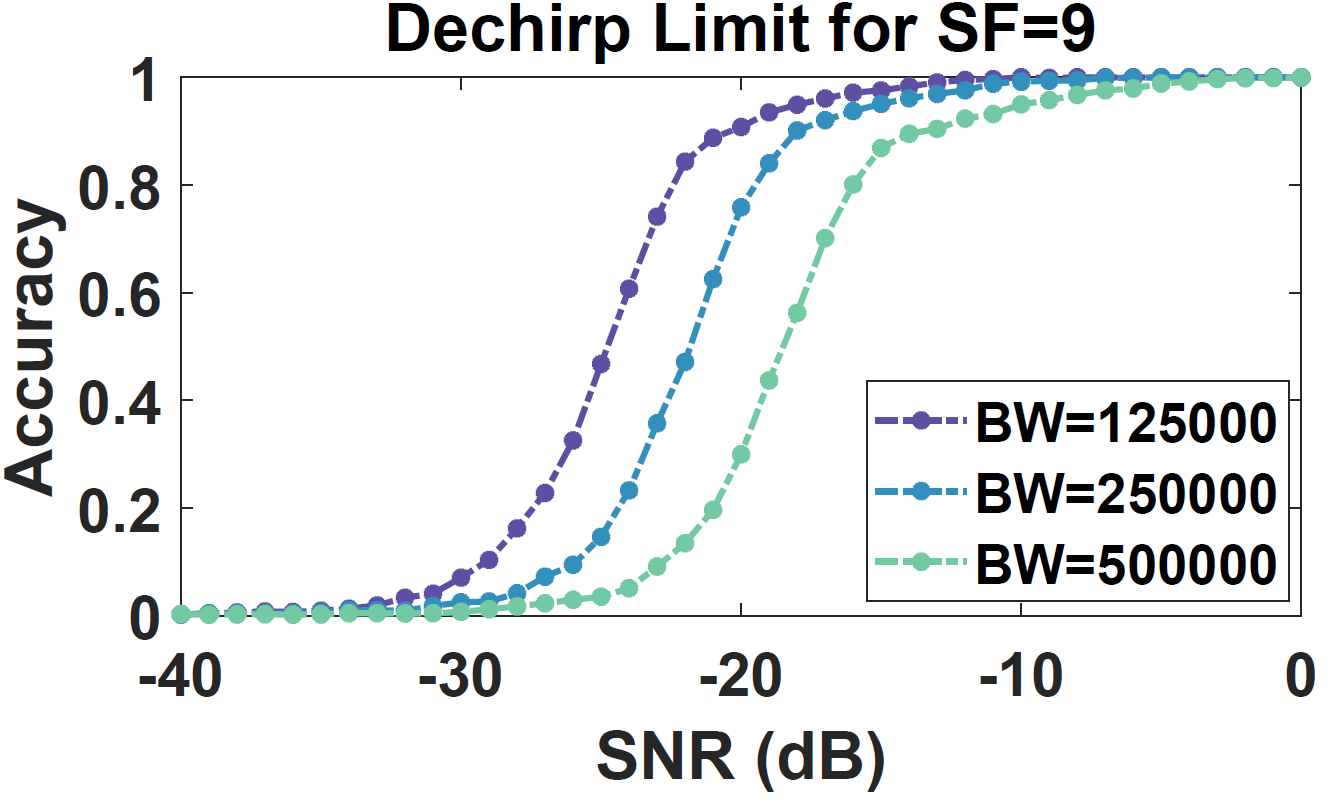 Dechirp Limit for SF=9
1
0.8
0.6
0.4
0.2
0
Accuracy
BW=125000
BW=250000
BW=500000
-40 -30 -20 -10 0
SNR (dB)